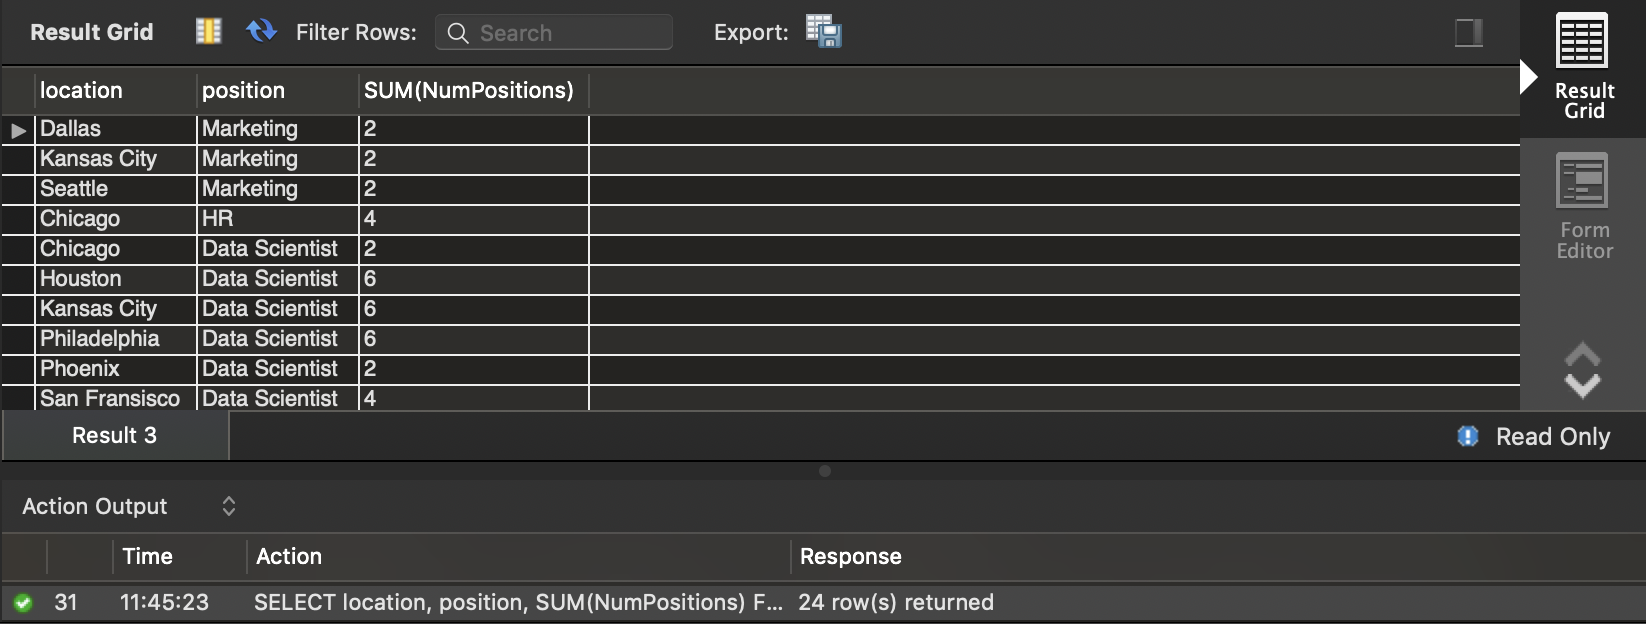 Result Grid Filter Rows: Search Export:
Result
Grid
location position SUM(NumPositions)
Dallas Marketing 2
Kansas City Marketing 2
Seattle Marketing 2
Chicago HR 4
Chicago Data Scientist 2
Houston Data Scientist 6
Kansas City Data Scientist 6
Philadelphia Data Scientist 6
Phoenix Data Scientist 2
San Fransisco Data Scientist 4
Form
Editor
Result 3 Read Only
Action Output
Time Action Response
31 11:45:23 SELECT location, position, SUM(NumPositions) F... 24 row(s) returned